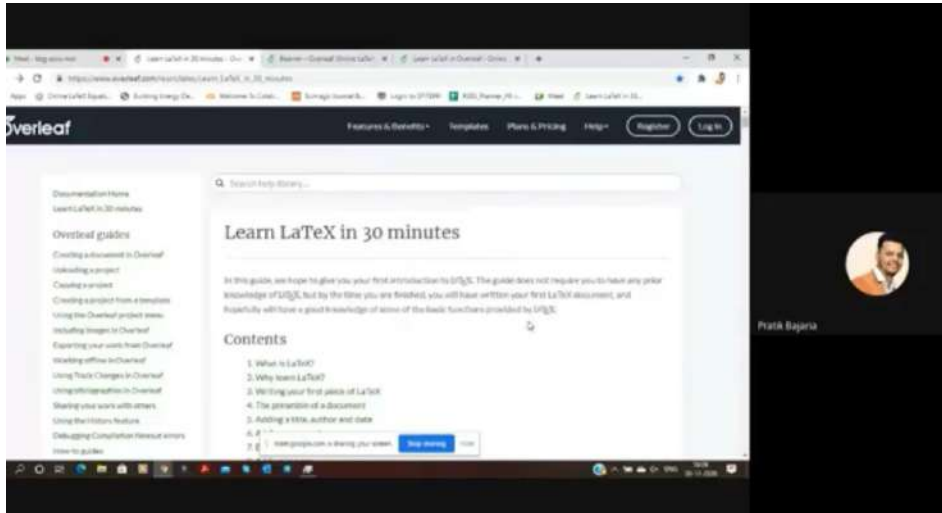 Overleaf
Features & Benefits
Templates
Plans & Pricing
Help
Register
Log In
Search help library...
Documentation Home
Learn LaTeX in 30 minutes
Overleaf guides
Creating a document in Overleaf
Uploading a project
Copying a project
Creating a project from a template
Using the Overleaf project menu
Including images in Overleaf
Exporting your work from Overleaf
Working offline in Overleaf
Using Track Changes in Overleaf
Using bibliographies in Overleaf
Sharing your work with others
Using the History feature
Debugging Compilation timeout errors
How-to guides
Learn LaTeX in 30 minutes
In this guide, we hope to give you your first introduction to LATEX. The guide does not require you to have any prior
knowledge of LATEX, but by the time you are finished, you will have written your first LaTeX document, and
hopefully will have a good knowledge of some of the basic functions provided by LATEX.
Contents
1. What is LaTeX?
2. Why learn LaTeX?
3. Writing your first piece of LaTeX
4. The preamble of a document
5. Adding a title, author and date
meet.google.com is sharing your screen.
Stop sharing
Hide
Pratik Bajaria